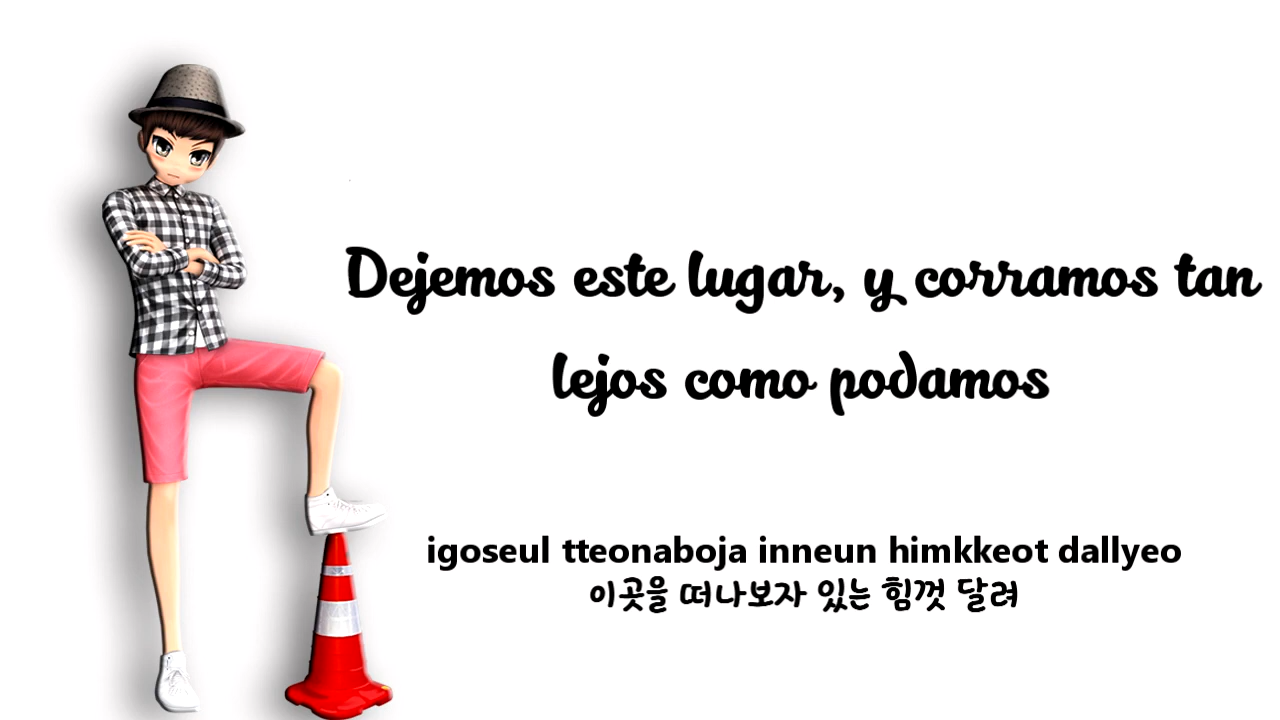 Dejemos este lugar, y corramos tan
lejos como podamos
igoseul tteonaboja inneun himkkeot dallyeo
이곳을 떠나보자 있는 힘껏 달려